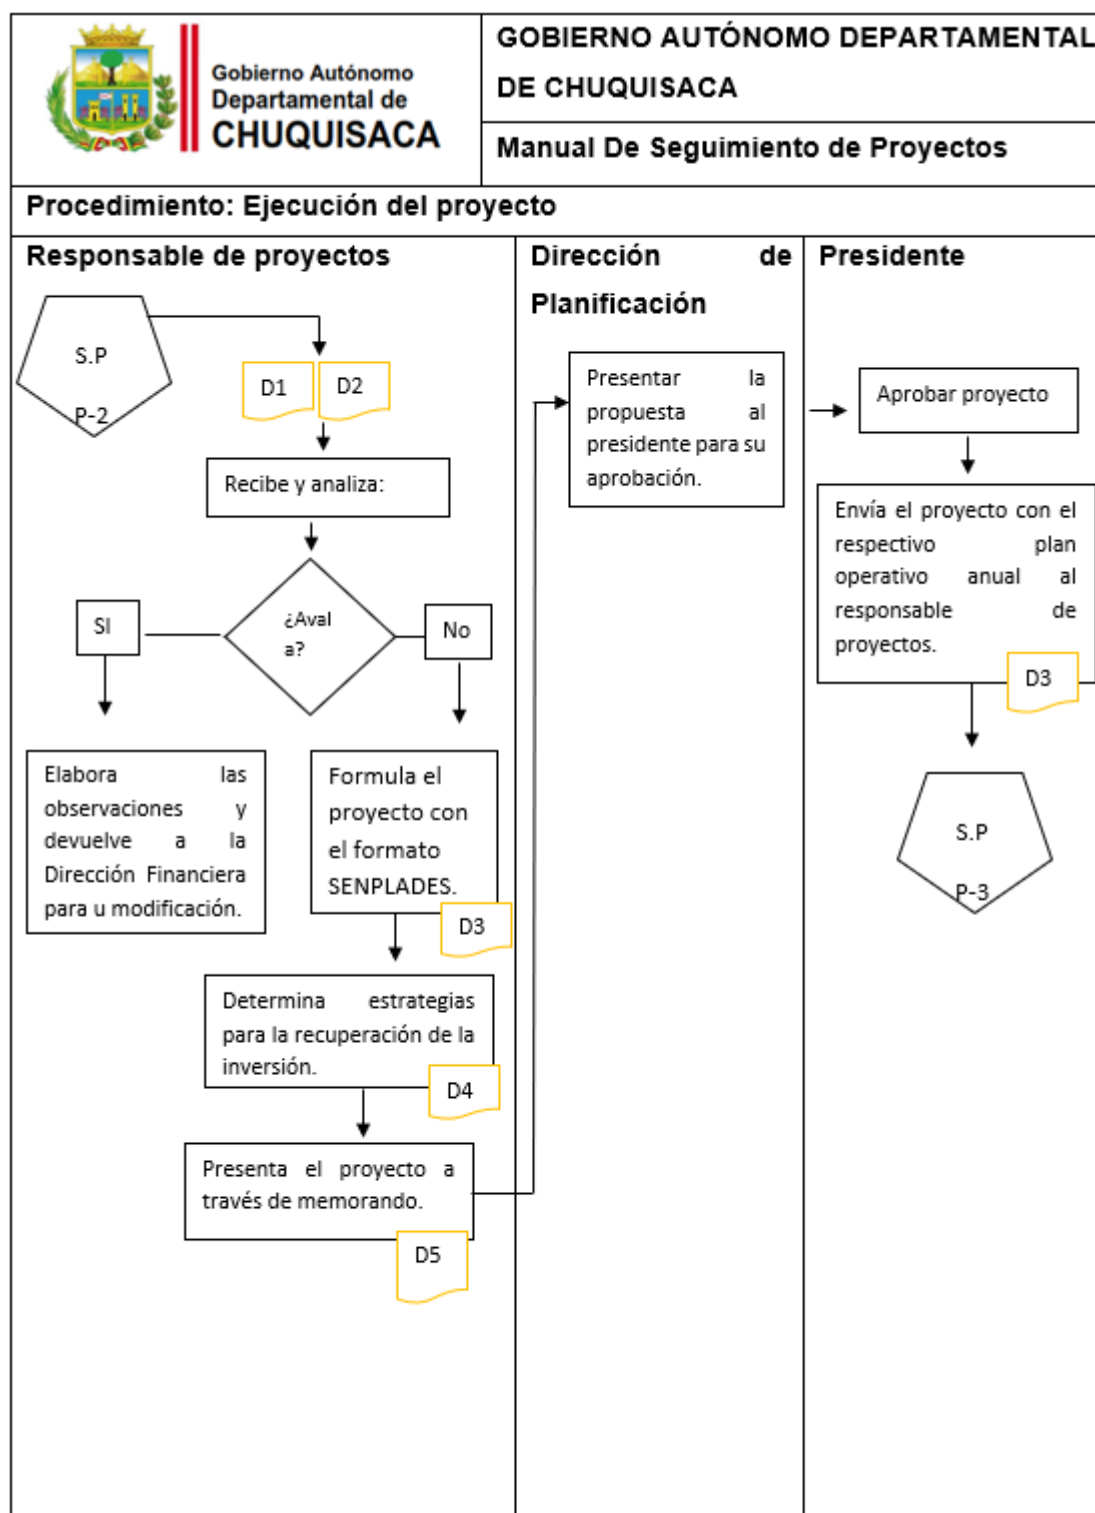 Gobierno Autónomo
Departamental de
CHUQUISACA
GOBIERNO AUTÓNOMO DEPARTAMENTAL
DE CHUQUISACA
Manual De Seguimiento de Proyectos
Procedimiento: Ejecución del proyecto
Responsable de proyectos
S.P
P-2
D1
D2
Recibe y analiza:
¿Aval
a?
SI
No
Elabora las
observaciones y
devuelve a la
Dirección Financiera
para u modificación.
Formula el
proyecto con
el formato
SENPLADES.
D3
Determina estrategias
para la recuperación de la
inversión.
D4
Presenta el proyecto a
través de memorando.
D5
Dirección de
Planificación
Presentar la
propuesta al
presidente para su
aprobación.
Presidente
Aprobar proyecto
Envía el proyecto con el
respectivo plan
operativo anual al
responsable de
proyectos.
D3
S.P
P-3